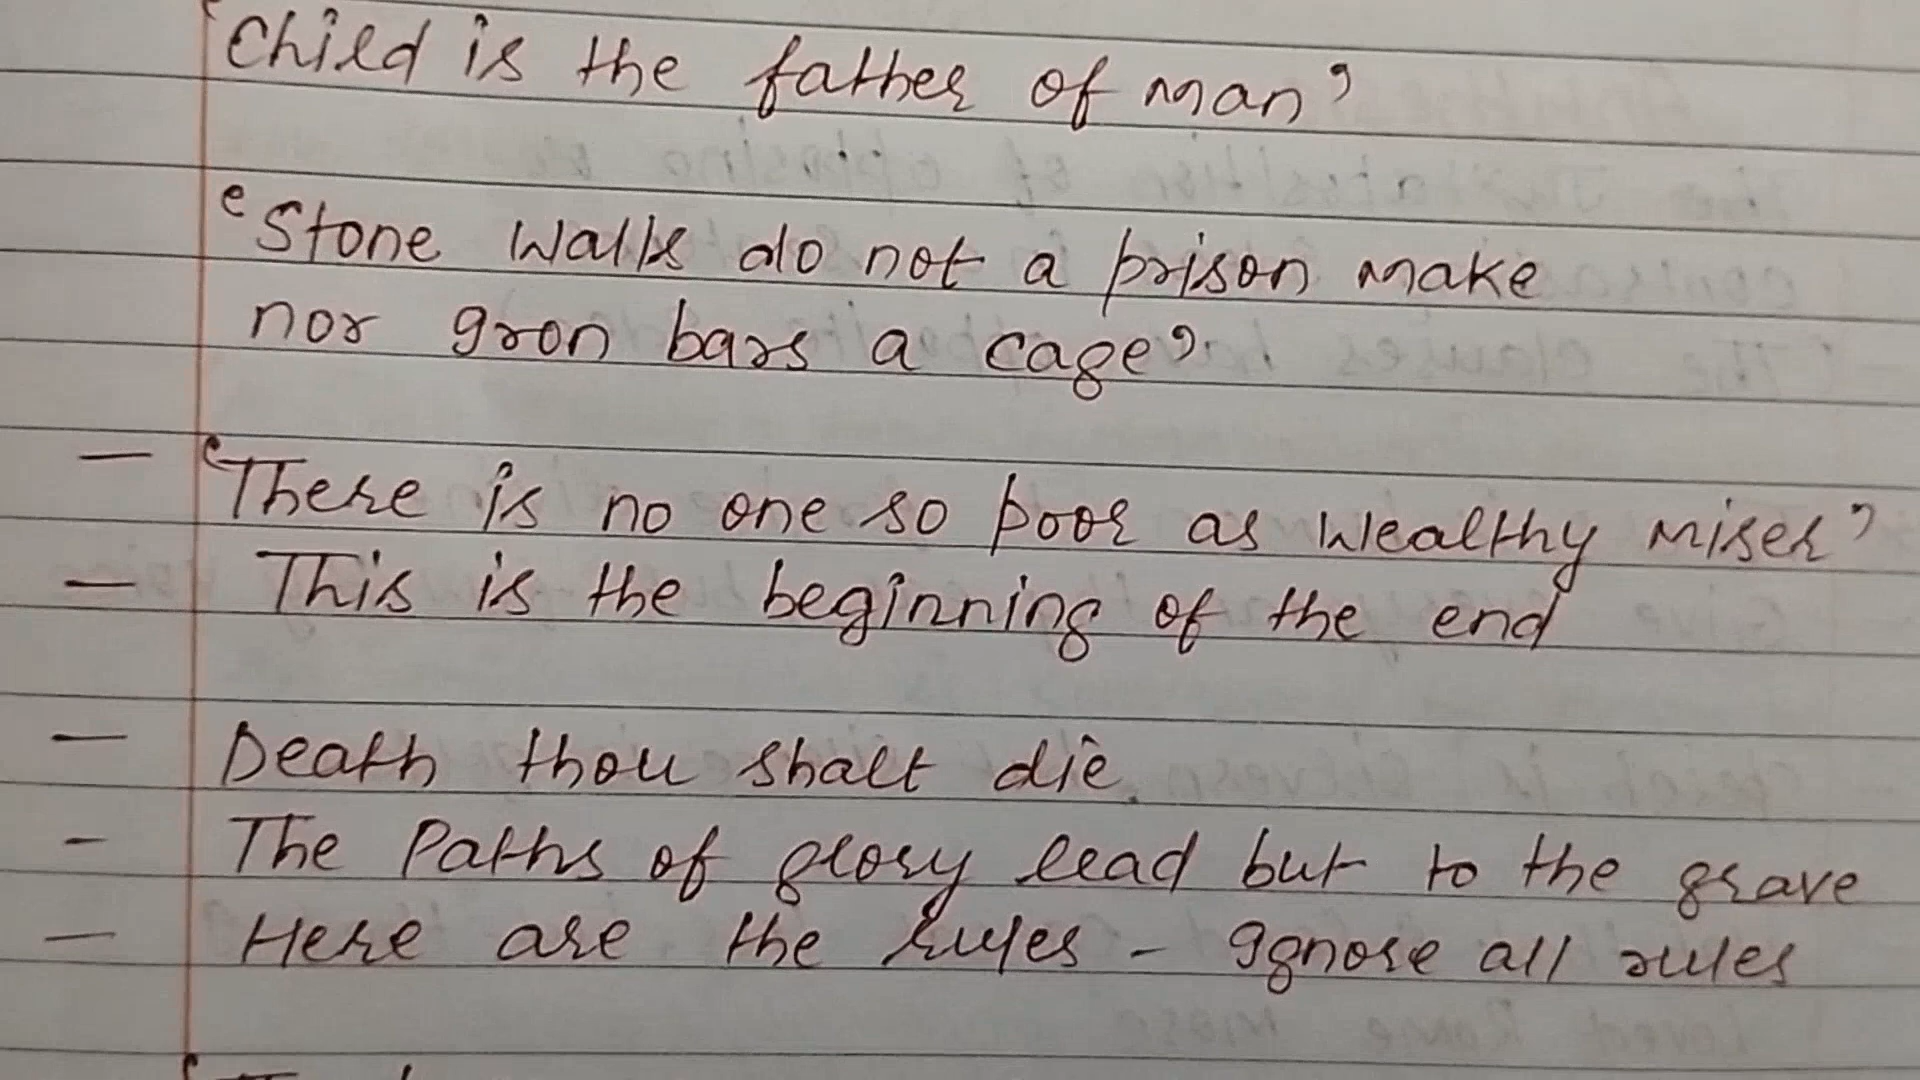 'Child is the father of man'
'Stone Walls do not a prison make
nor Iron bars a cage'.
— 'There is no one so poor as Wealthy Miser'
— This is the beginning of the end
— Death thou shalt die.
- The Paths of glory lead but to the grave
— Here are the rules - Ignore all rules